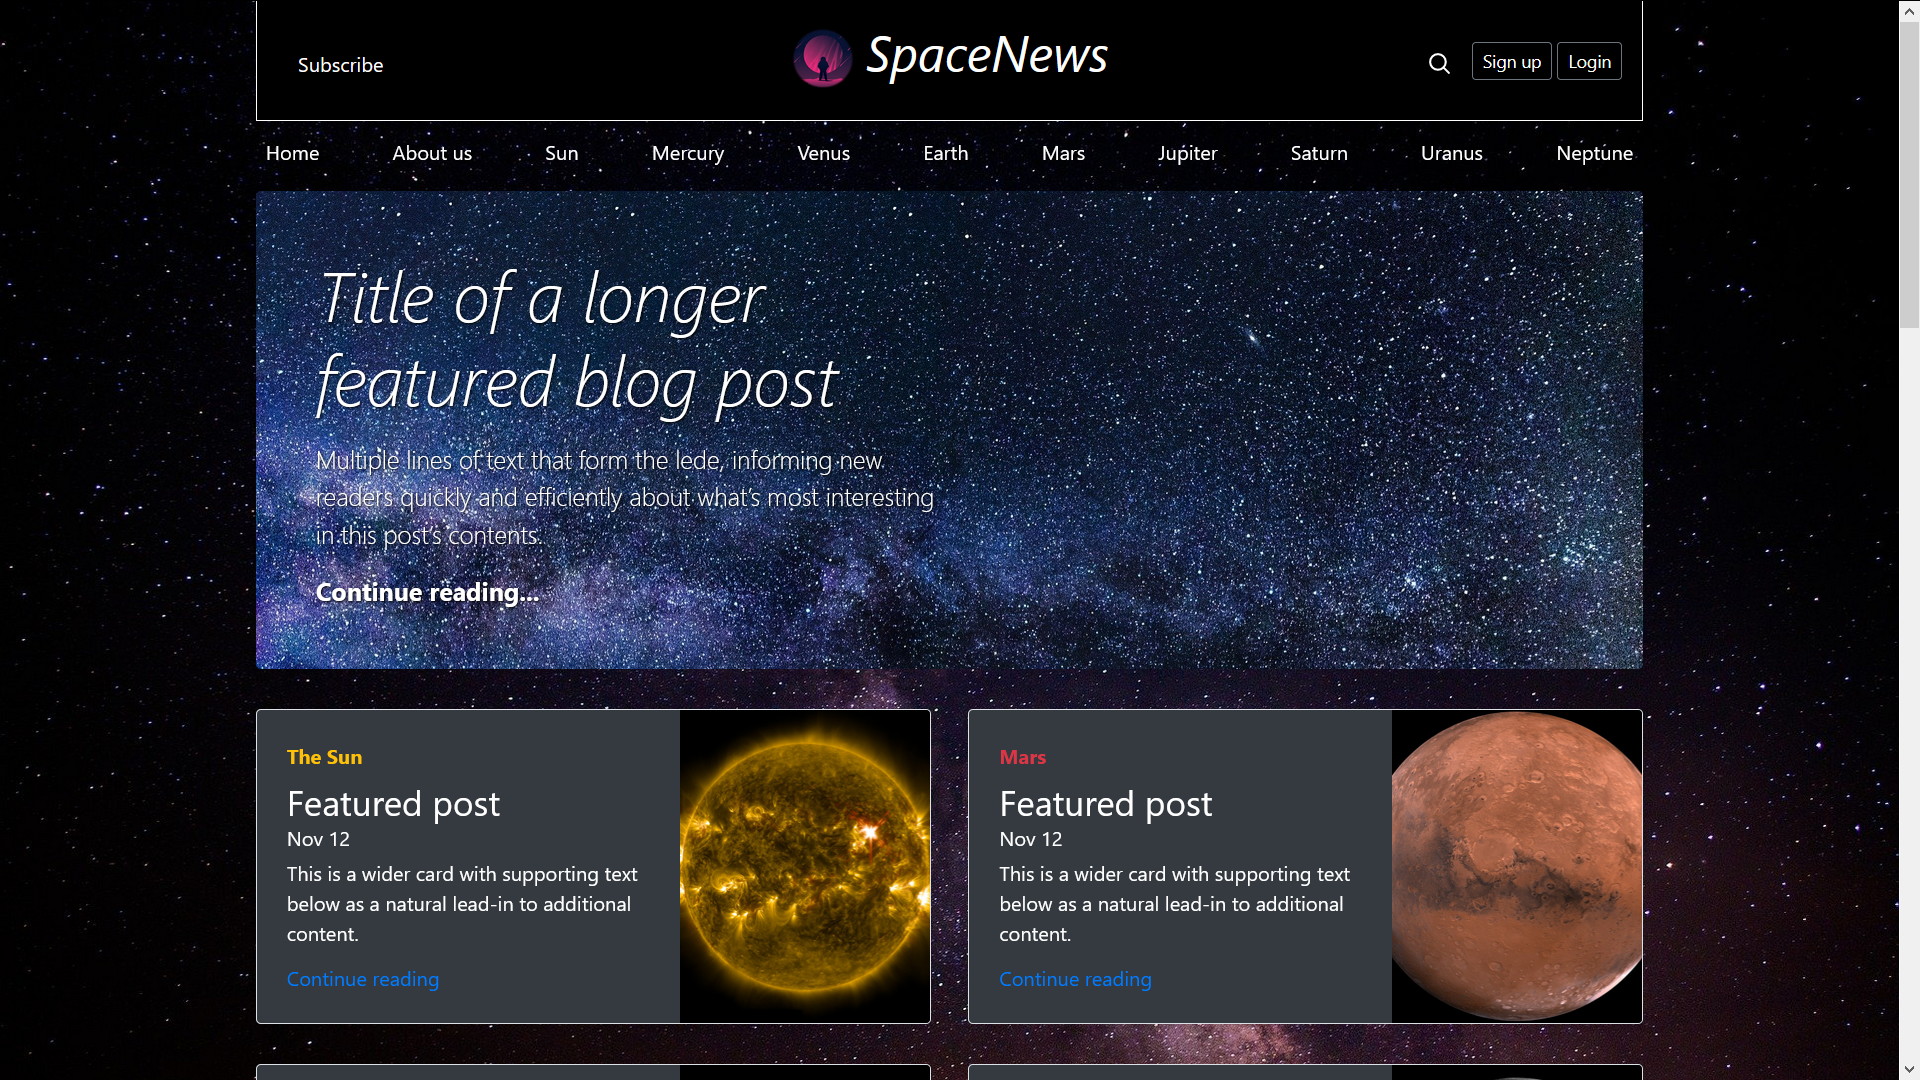 Subscribe
SpaceNews
Sign up
Login
Home
About us
Sun
Mercury
Venus
Earth
Mars
Jupiter
Saturn
Uranus
Neptune
Title of a longer
featured blog post
Multiple lines of text that form the lede, informing new
readers quickly and efficiently about what's most interesting
in this post's contents.
Continue reading...
The Sun
Featured post
Nov 12
This is a wider card with supporting text
below as a natural lead-in to additional
content.
Continue reading
Mars
Featured post
Nov 12
This is a wider card with supporting text
below as a natural lead-in to additional
content.
Continue reading